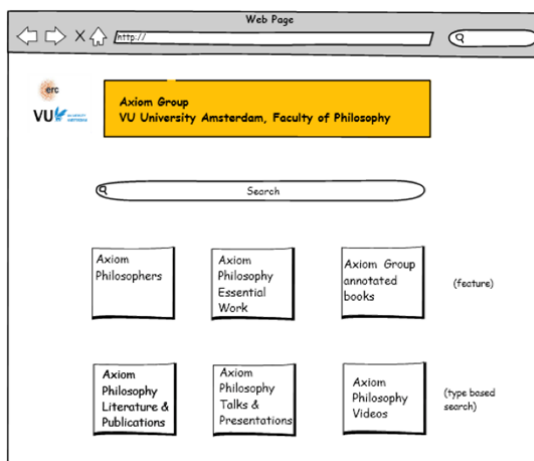 Web Page
http://
erc
VU
Axiom Group
VU University Amsterdam, Faculty of Philosophy
Search
Axiom
Philosophers
Axiom
Philosophy
Essential
Work
Axiom Group
annotated
books
(feature)
Axiom
Philosophy
Literature &
Publications
Axiom
Philosophy
Talks &
Presentations
Axiom
Philosophy
Videos
(type based
search)